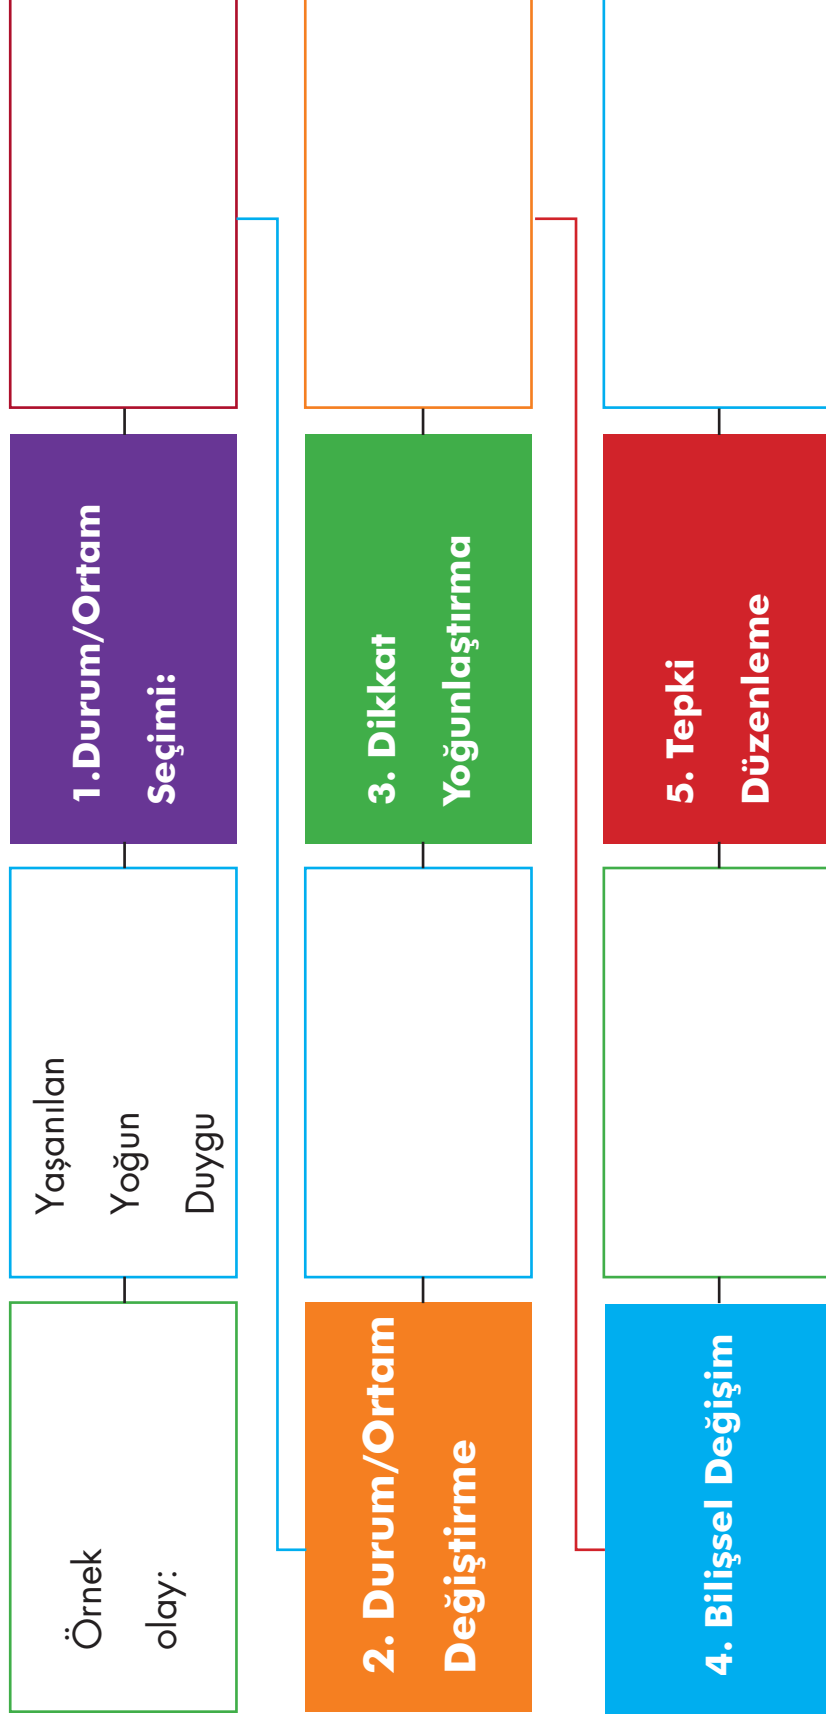 Örnek
olay:
Yaşanılan
Yoğun
Duygu
1.Durum/Ortam
Seçimi:
2. Durum/Ortam
Değiştirme
3. Dikkat
Yoğunlaştırma
4. Bilişsel Değişim
5. Tepki
Düzenleme